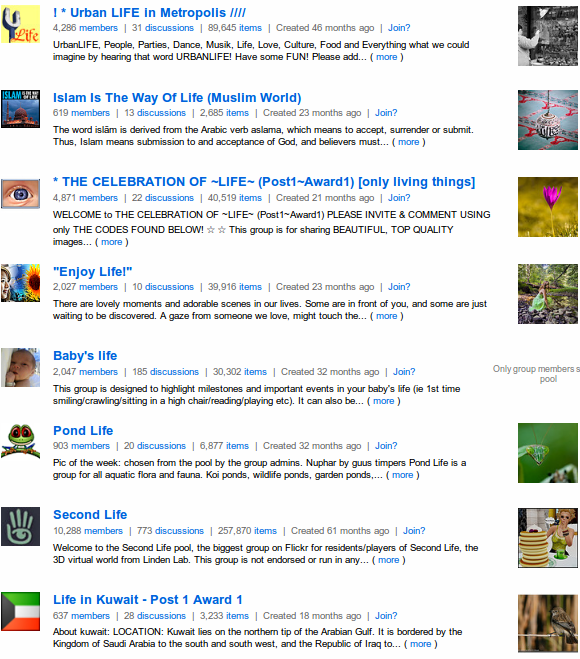 ! * Urban LIFE in Metropolis ////
4,286 members | 31 discussions | 89,645 items | Created 46 months ago | Join?
UrbanLIFE, People, Parties, Dance, Musik, Life, Love, Culture, Food and Everything what we could
imagine by hearing that word URBANLIFE! Have some FUN! Please add... ( more )
Islam Is The Way Of Life (Muslim World)
619 members | 13 discussions | 2,685 items | Created 23 months ago | Join?
The word islām is derived from the Arabic verb aslama, which means to accept, surrender or submit.
Thus, Islam means submission to and acceptance of God, and believers must... ( more )
* THE CELEBRATION OF ~LIFE~ (Post1~Award1) [only living things]
4,871 members | 22 discussions | 40,519 items | Created 21 months ago | Join?
WELCOME to THE CELEBRATION OF ~LIFE~ (Post1~Award1) PLEASE INVITE & COMMENT USING
only THE CODES FOUND BELOW! ☆ ☆ This group is for sharing BEAUTIFUL, TOP QUALITY
images... ( more )
"Enjoy Life!"
2,027 members | 10 discussions | 39,916 items | Created 23 months ago | Join?
There are lovely moments and adorable scenes in our lives. Some are in front of you, and some are just
waiting to be discovered. A gaze from someone we love, might touch the... ( more )
Baby's life
2,047 members | 185 discussions | 30,302 items | Created 32 months ago | Join?
This group is designed to highlight milestones and important events in your baby's life (ie 1st time
smiling/crawling/sitting in a high chair/reading/playing etc). It can also be... ( more )
Only group members s
pool
Pond Life
903 members | 20 discussions | 6,877 items | Created 32 months ago | Join?
Pic of the week: chosen from the pool by the group admins. Nuphar by guus timpers Pond Life is a
group for all aquatic flora and fauna. Koi ponds, wildlife ponds, garden ponds,... ( more )
Second Life
10,288 members | 773 discussions | 257,870 items | Created 61 months ago | Join?
Welcome to the Second Life pool, the biggest group on Flickr for residents/players of Second Life, the
3D virtual world from Linden Lab. This group is not endorsed or run in any... ( more )
Life in Kuwait - Post 1 Award 1
637 members | 28 discussions | 3,233 items | Created 18 months ago | Join?
About kuwait: LOCATION: Kuwait lies on the northern tip of the Arabian Gulf. It is bordered by the
Kingdom of Saudi Arabia to the south and south west, and the Republic of Iraq to... ( more )